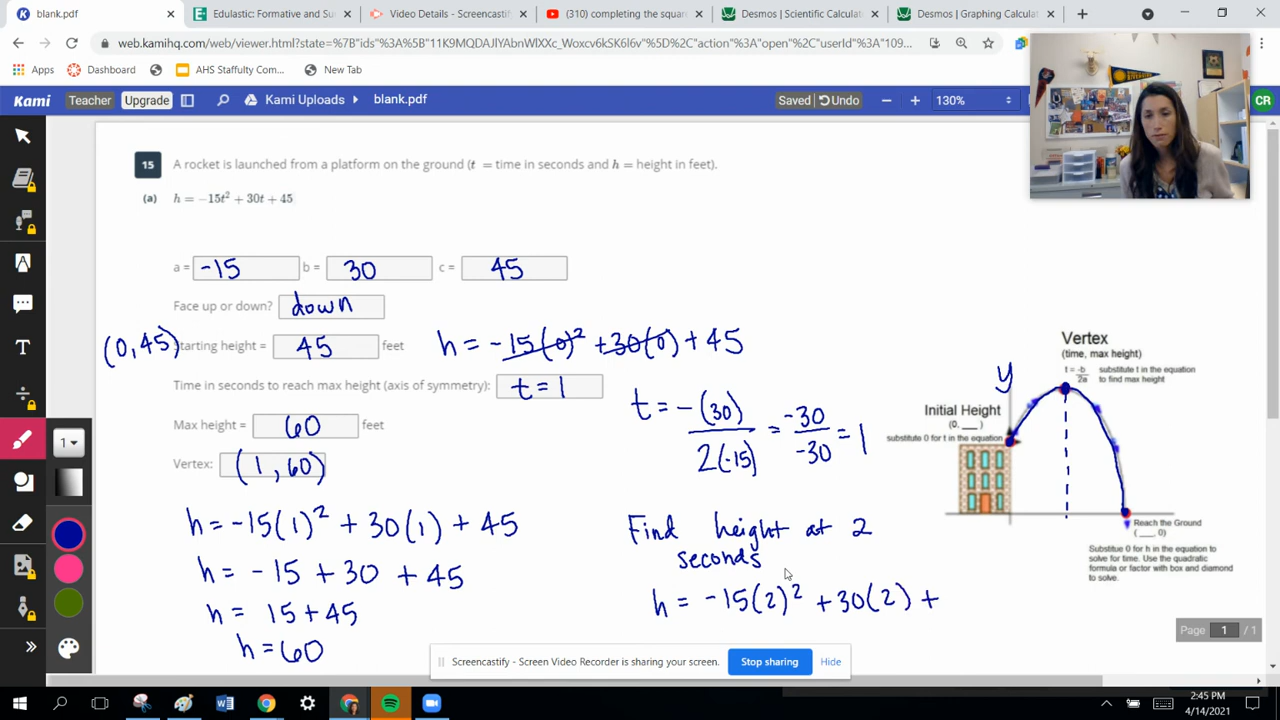 blank.pdf
Edulastic: Formative and Su
Video Details - Screencastify
(310) completing the squar
Desmos | Scientific Calculat
Desmos | Graphing Calcula
web.kamihq.com/web/viewer.html?state=%7B"ids"%3A%5B"11K9MDAJlYAbnWlXXc_Woxcv6kSK6l6v"%5D%2C"action"%3A"open"%2C"userId"%3A"109...
Apps Dashboard AHS Staffulty Com... New Tab
Kami Teacher Upgrade Kami Uploads blank.pdf Saved Undo 130% CR
15 A rocket is launched from a platform on the ground (t = time in seconds and h = height in feet).
(a) h = −15t² + 30t + 45
a = -15 b = 30 c = 45
Face up or down? down
(0,45) Starting height = 45 feet
h = -15(0)² +30(0) + 45
Time in seconds to reach max height (axis of symmetry): t = 1
Max height = 60 feet
Vertex: (1, 60)
t = -(30)/2(-15) = -30/-30 = 1
h = -15(1)² + 30(1) + 45
h = -15 + 30 + 45
h = 15 + 45
h = 60
Find height at 2
seconds
h = -15(2)² + 30(2) +
Vertex
(time, max height)
t = -b/2a substitute t in the equation
to find max height
y
Initial Height
(0, ___)
substitute 0 for t in the equation
Reach the Ground
(___, 0)
Substitue 0 for h in the equation to
solve for time. Use the quadratic
formula or factor with box and diamond
to solve.
T
1
Page 1 / 1
Screencastify - Screen Video Recorder is sharing your screen. Stop sharing Hide
2:45 PM
4/14/2021